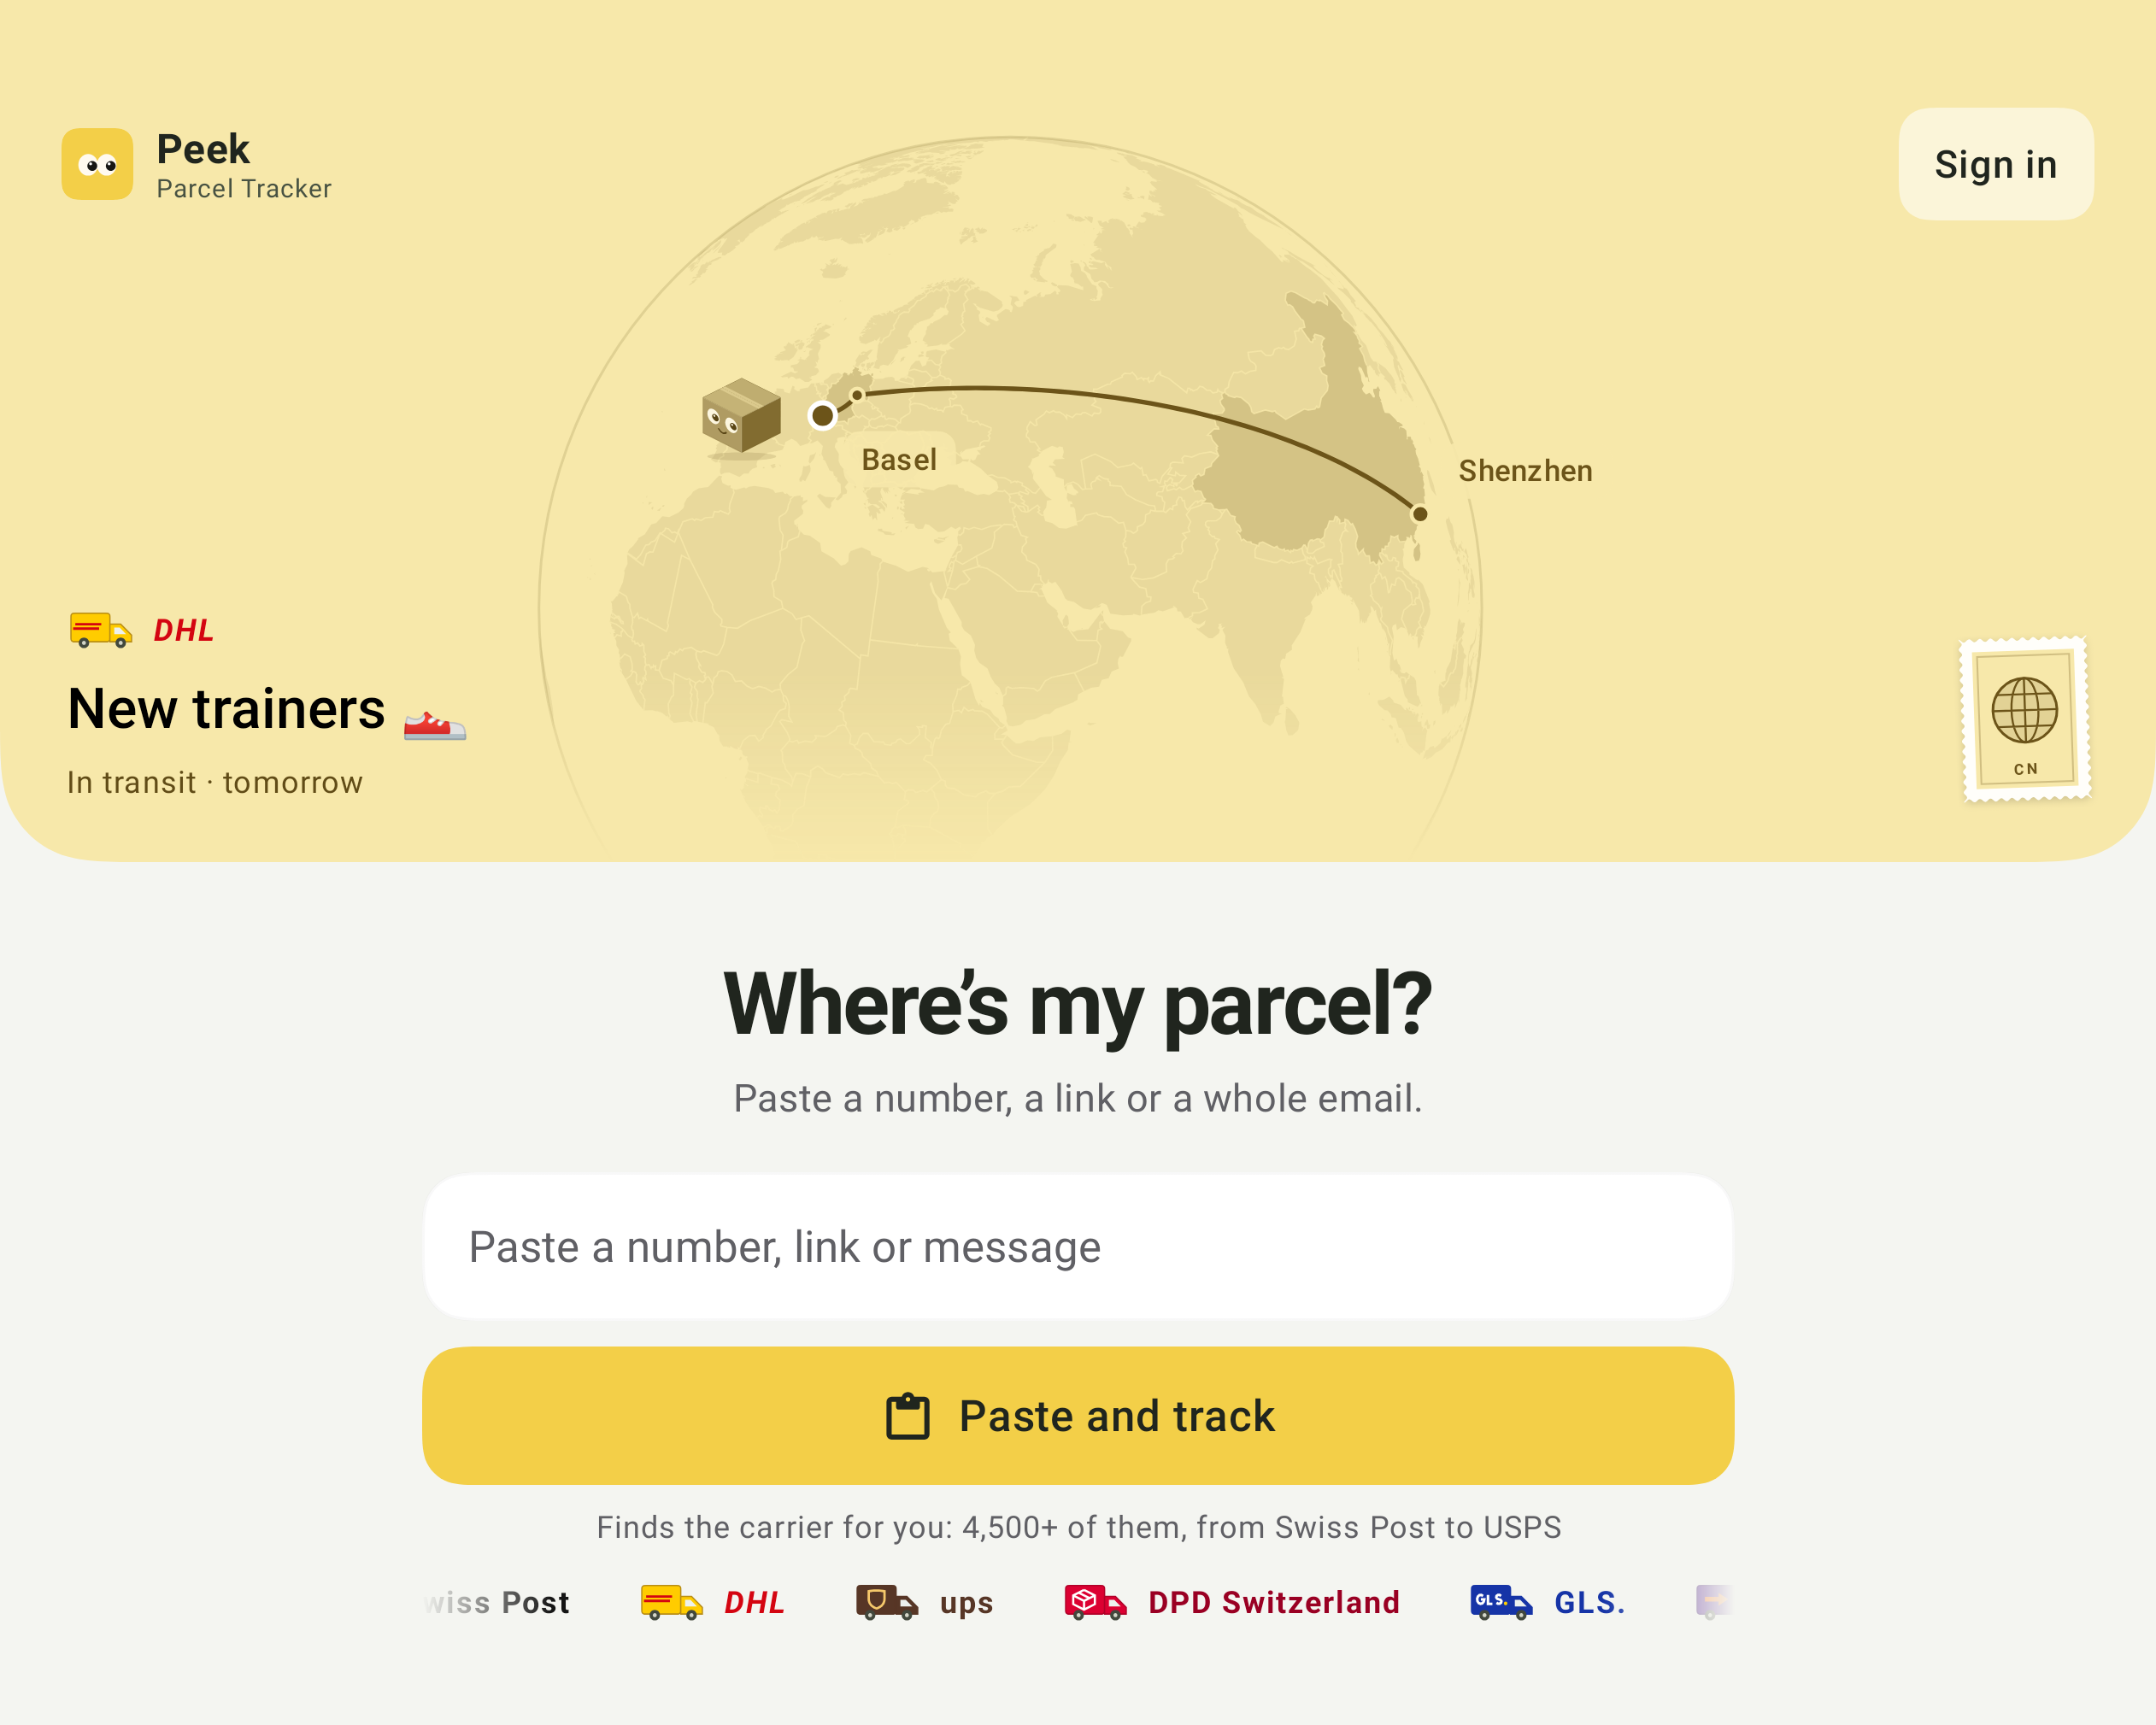 Peek
Parcel Tracker
Sign in
Basel
Shenzhen
DHL
New trainers
In transit · tomorrow
CN
Where’s my parcel?
Paste a number, a link or a whole email.
Paste a number, link or message
Paste and track
Finds the carrier for you: 4,500+ of them, from Swiss Post to USPS
wiss Post
DHL
ups
DPD Switzerland
GLS.
GLS.